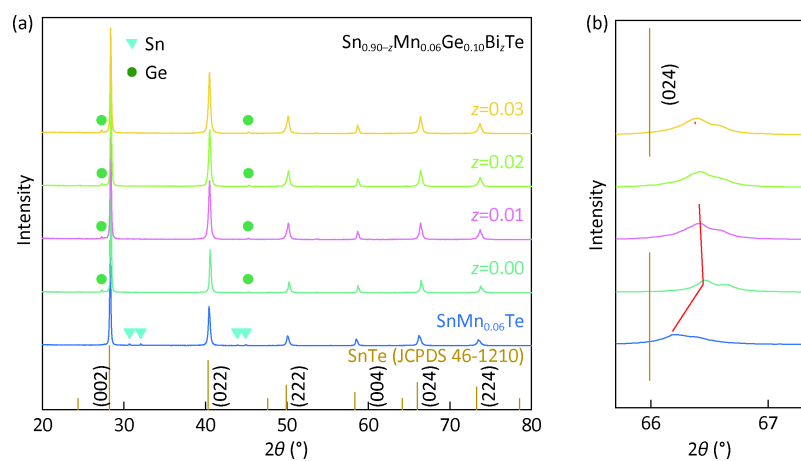 (a)
Sn
Ge
Sn₀.₉₀₋zMn₀.₀₆Ge₀.₁₀BizTe
z=0.03
z=0.02
z=0.01
z=0.00
SnMn₀.₀₆Te
SnTe (JCPDS 46-1210)
(002)
(022)
(222)
(004)
(024)
(224)
Intensity
20 30 40 50 60 70 80
2θ (°)
(b)
(024)
Intensity
66 67
2θ (°)